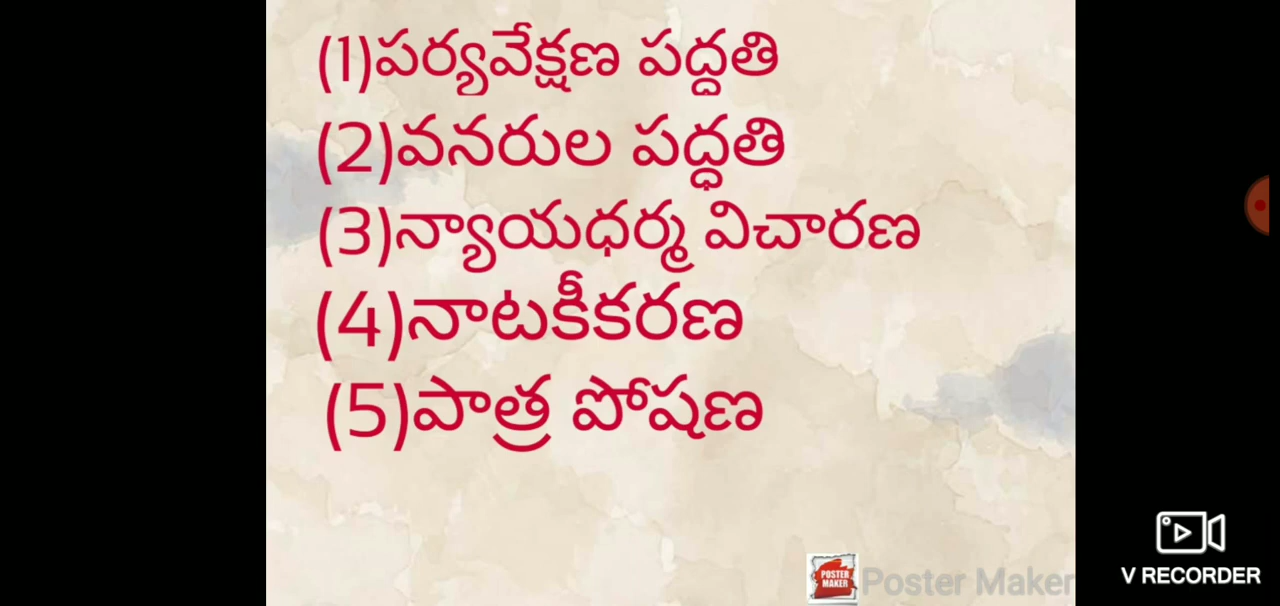 (1)పర్యవేక్షణ పద్దతి
(2)వనరుల పద్ధతి
(3)న్యాయధర్మ విచారణ
(4)నాటకీకరణ
(5)పాత్ర పోషణ
POSTER
MAKER
Poster Maker
V RECORDER